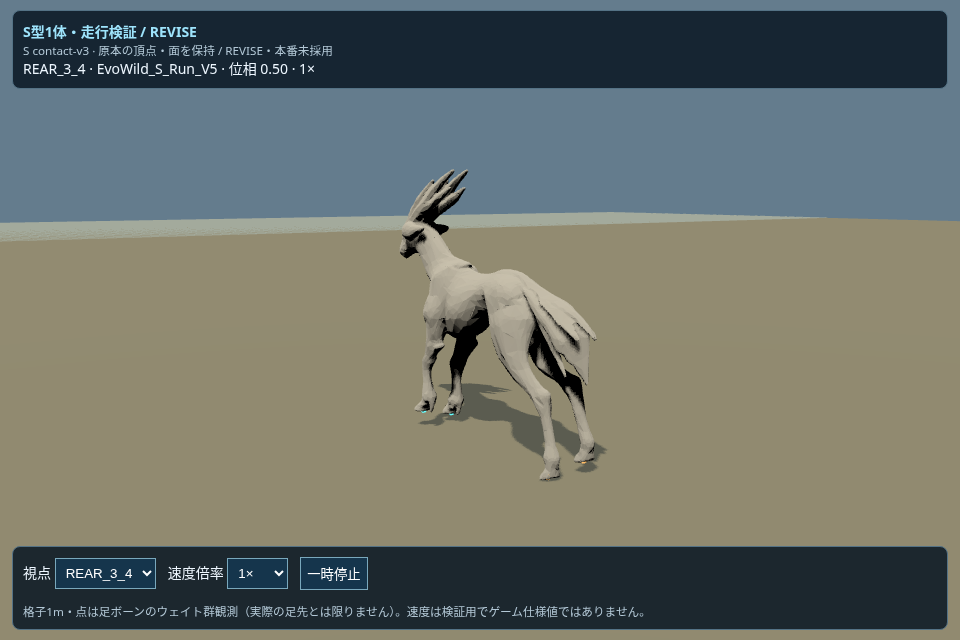 S型1体・走行検証 / REVISE
S contact-v3 · 原本の頂点・面を保持 / REVISE・本番未採用
REAR_3_4 · EvoWild_S_Run_V5 · 位相 0.50 · 1×
視点 REAR_3_4 速度倍率 1× 一時停止
格子1m・点は足ボーンのウェイト群観測（実際の足先とは限りません）。速度は検証用でゲーム仕様値ではありません。